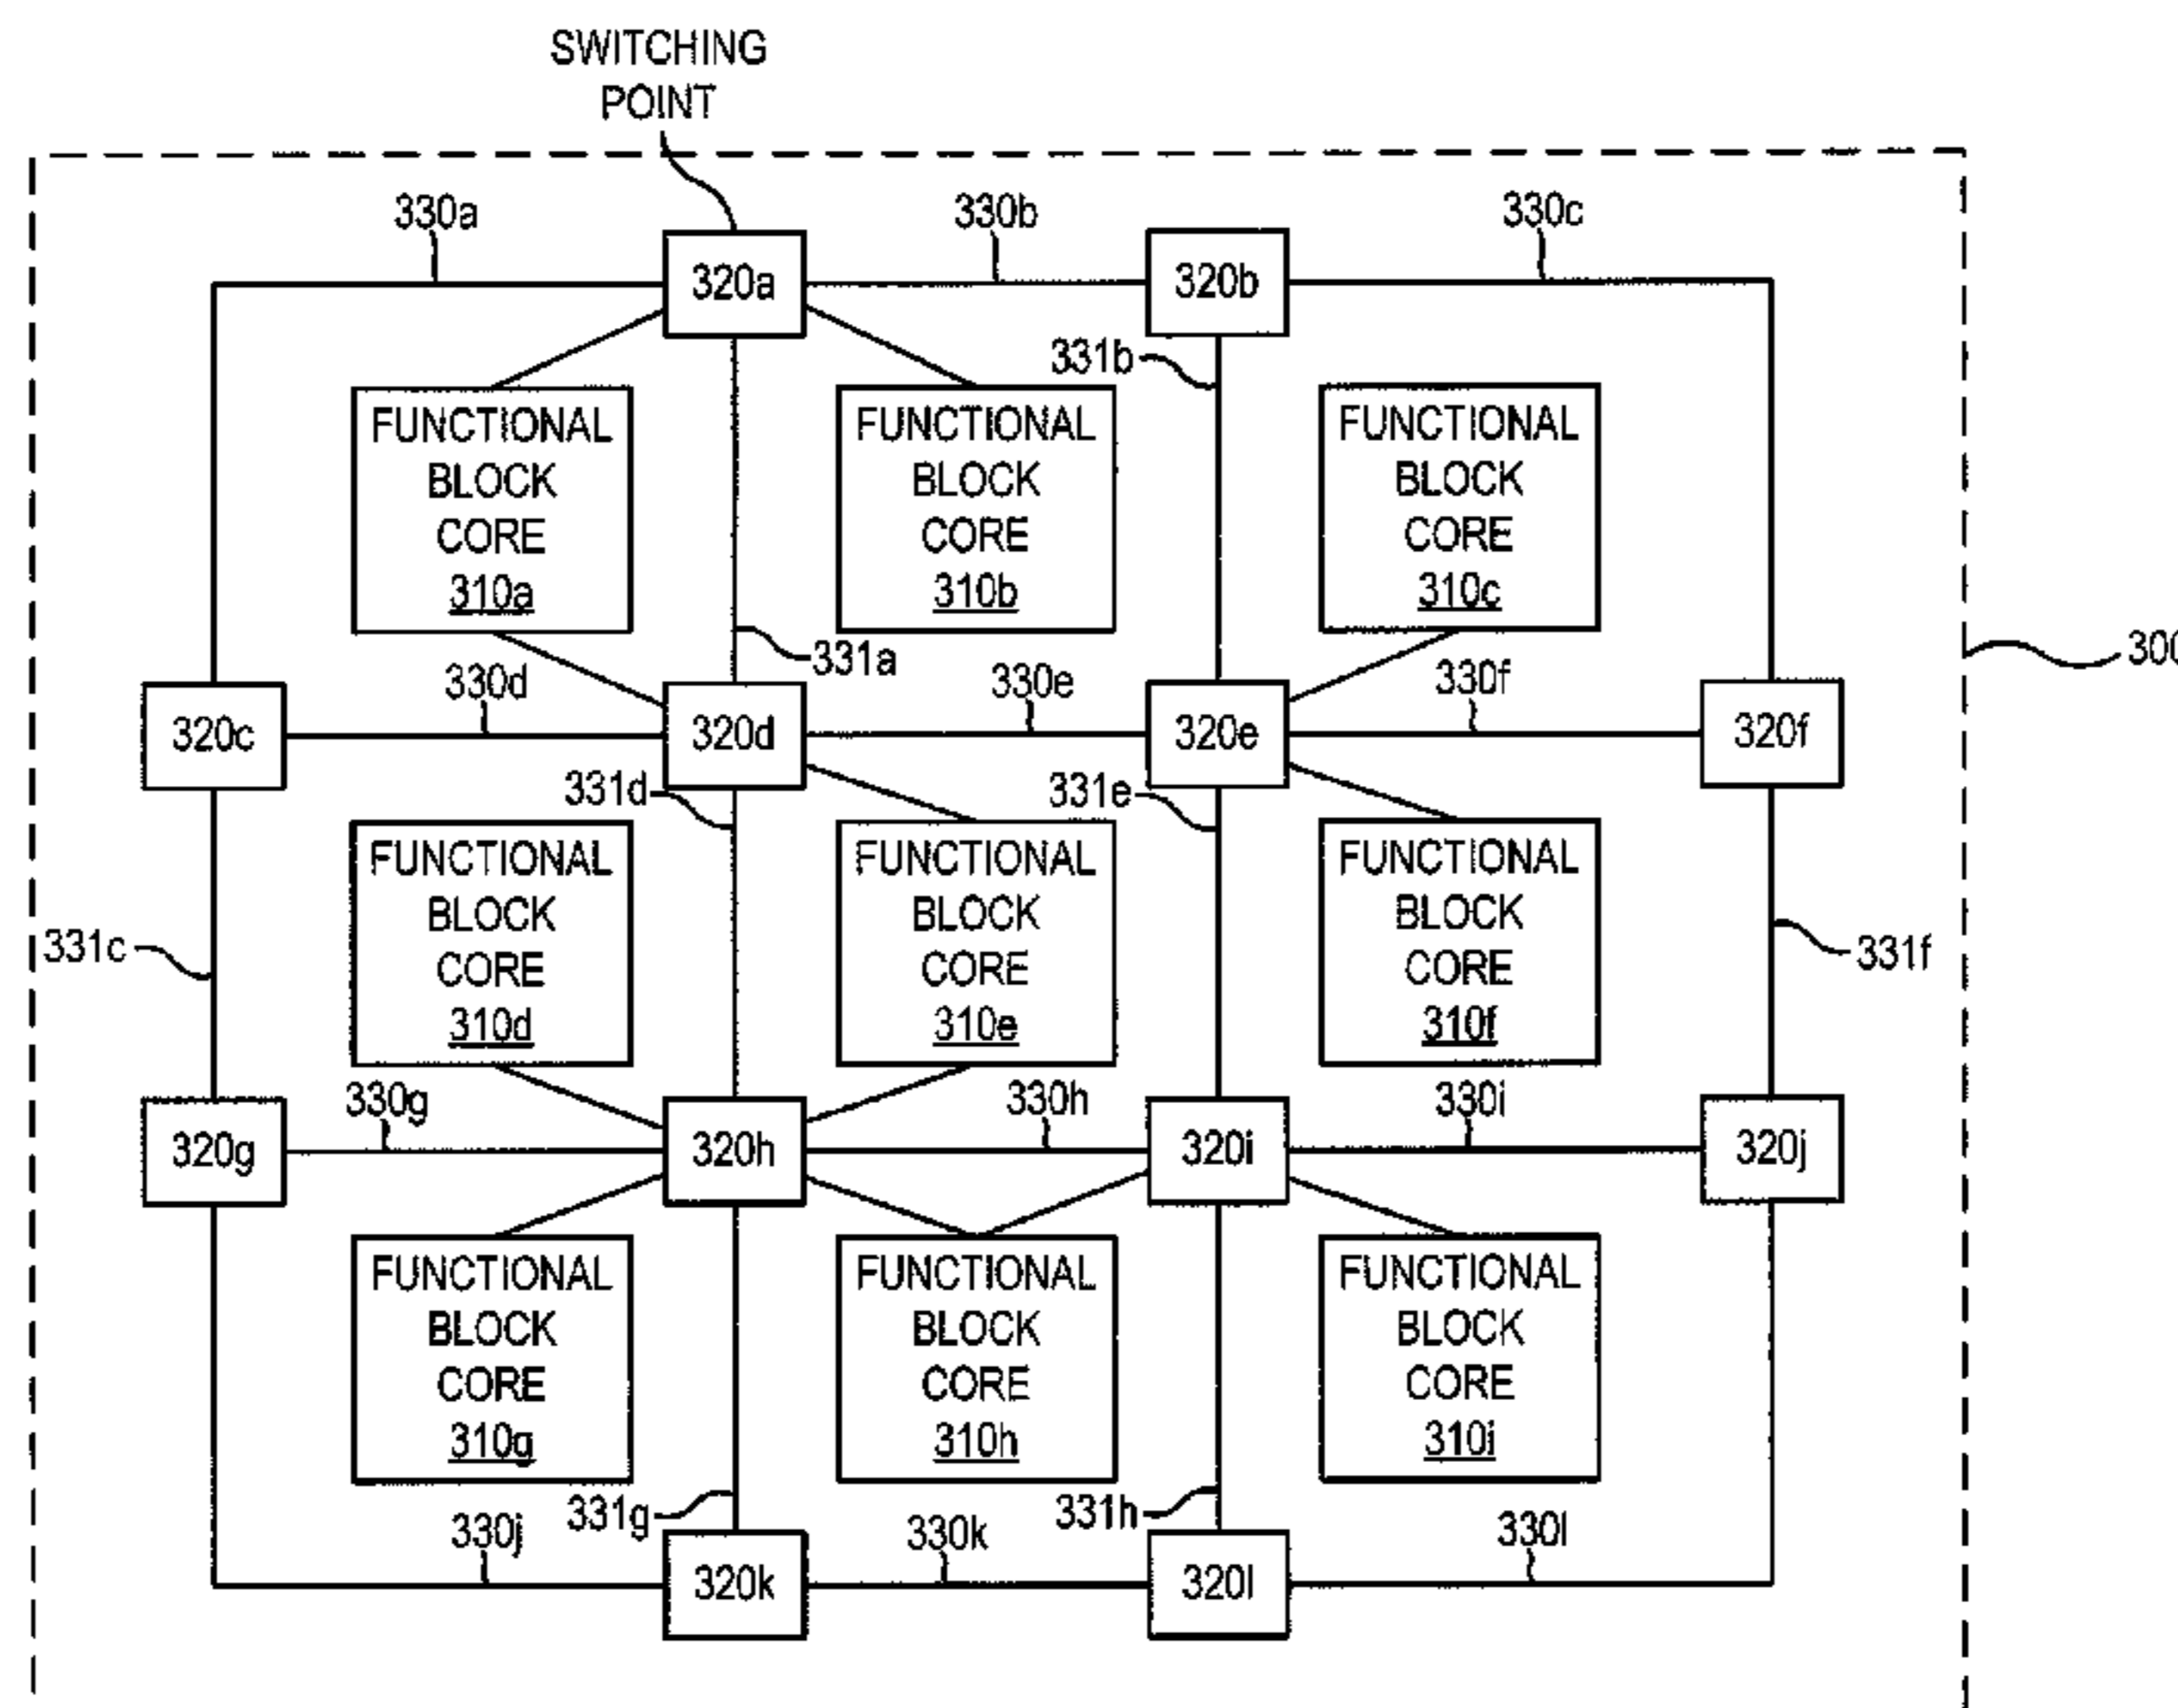 SWITCHING
POINT
330a
330b
330c
320a
320b
331b
FUNCTIONAL
BLOCK
CORE
310a
FUNCTIONAL
BLOCK
CORE
310b
FUNCTIONAL
BLOCK
CORE
310c
331a
300
330d
330e
330f
320c
320d
320e
320f
331d
331e
FUNCTIONAL
BLOCK
CORE
310d
FUNCTIONAL
BLOCK
CORE
310e
FUNCTIONAL
BLOCK
CORE
310f
331c
331f
330g
330h
330i
320g
320h
320i
320j
FUNCTIONAL
BLOCK
CORE
310g
FUNCTIONAL
BLOCK
CORE
310h
FUNCTIONAL
BLOCK
CORE
310i
331g
331h
330j
330k
330l
320k
320l